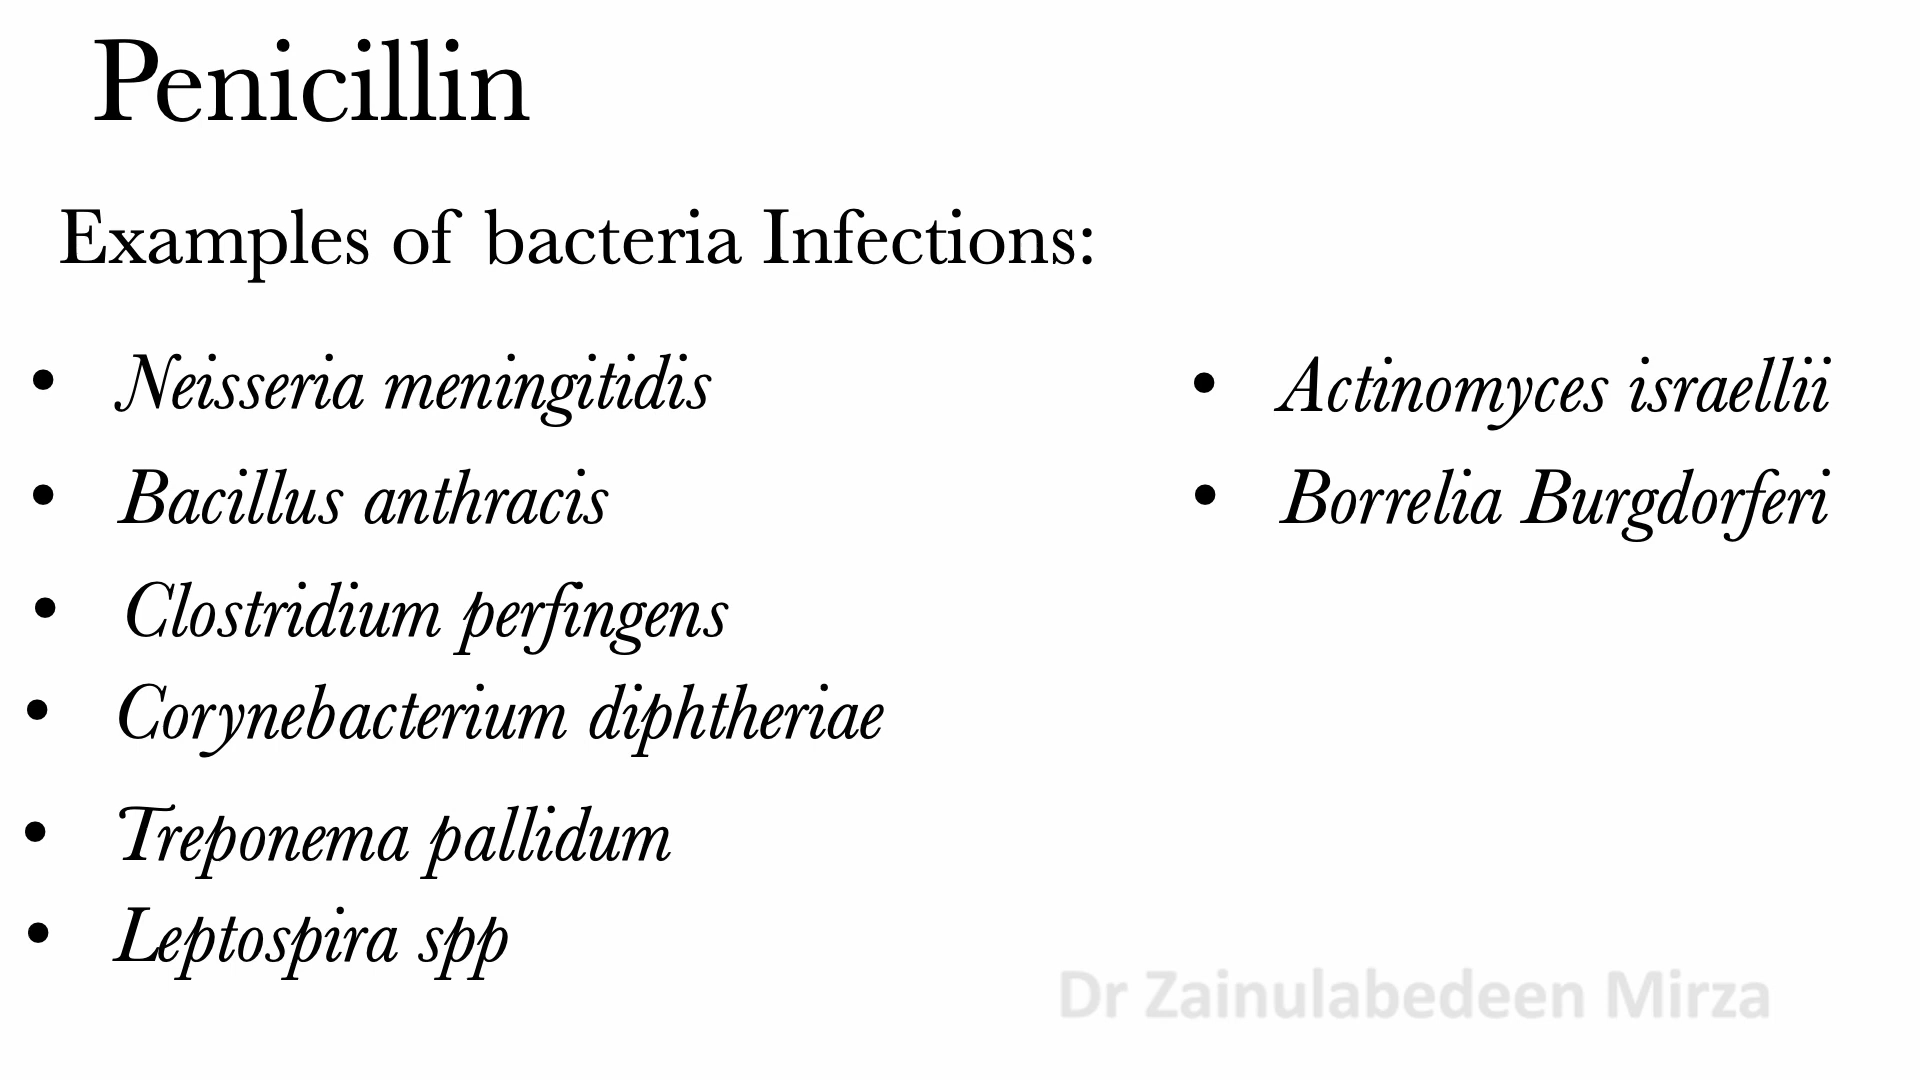 Penicillin
Examples of bacteria Infections:
• Neisseria meningitidis
• Bacillus anthracis
• Clostridium perfingens
• Corynebacterium diphtheriae
• Treponema pallidum
• Leptospira spp
• Actinomyces israellii
• Borrelia Burgdorferi
Dr Zainulabedeen Mirza